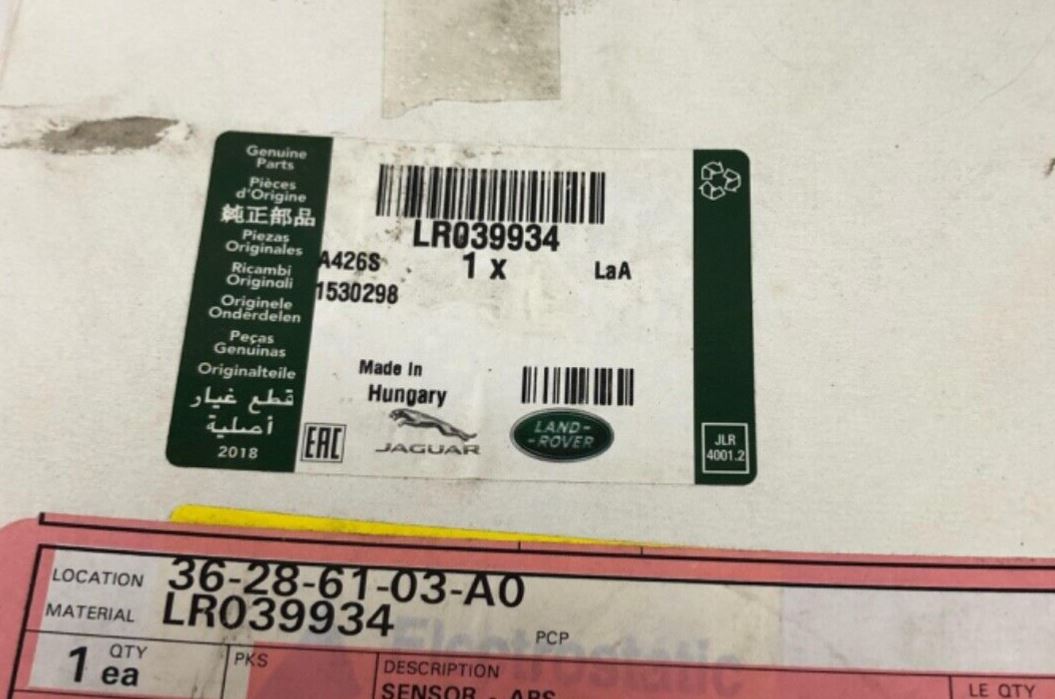 Genuine
Parts
Pièces
d'Origine
純正部品
Piezas
Originales
Ricambi
Originali
Originele
Onderdelen
Peças
Genuinas
Originalteile
قطع غيار
أصلية
2018
LR039934
A426S
1 x
LaA
1530298
Made In
Hungary
EAC
JAGUAR
LAND-
-ROVER
JLR
4001.2
LOCATION 36-28-61-03-A0
MATERIAL LR039934
Electrostatic
PCP
QTY
1 ea
PKS
DESCRIPTION
SENSOR - ABS
LE QTY